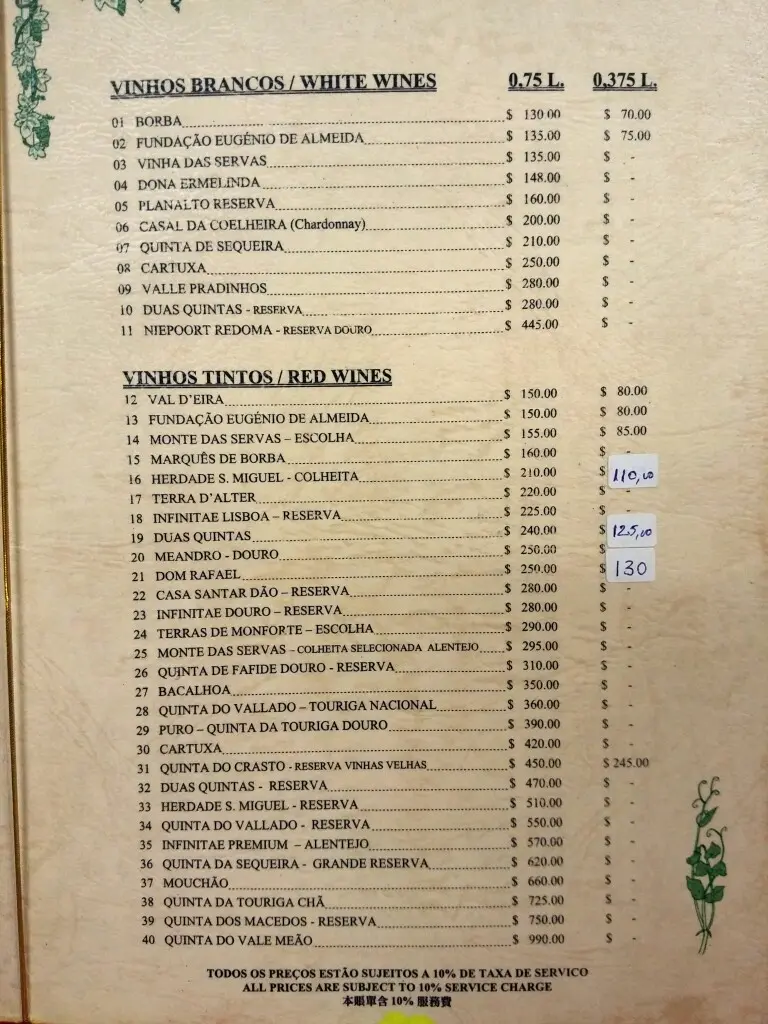 VINHOS BRANCOS / WHITE WINES 0,75 L. 0,375 L.
01 BORBA $ 130.00 $ 70.00
02 FUNDAÇÃO EUGÉNIO DE ALMEIDA $ 135.00 $ 75.00
03 VINHA DAS SERVAS $ 135.00 $ -
04 DONA ERMELINDA $ 148.00 $ -
05 PLANALTO RESERVA $ 160.00 $ -
06 CASAL DA COELHEIRA (Chardonnay) $ 200.00 $ -
07 QUINTA DE SEQUEIRA $ 210.00 $ -
08 CARTUXA $ 250.00 $ -
09 VALLE PRADINHOS $ 280.00 $ -
10 DUAS QUINTAS - RESERVA $ 280.00 $ -
11 NIEPOORT REDOMA - RESERVA DOURO $ 445.00 $ -
VINHOS TINTOS / RED WINES
12 VAL D'EIRA $ 150.00 $ 80.00
13 FUNDAÇÃO EUGÉNIO DE ALMEIDA $ 150.00 $ 80.00
14 MONTE DAS SERVAS – ESCOLHA $ 155.00 $ 85.00
15 MARQUÊS DE BORBA $ 160.00 $ -
16 HERDADE S. MIGUEL - COLHEITA $ 210.00 $ 110,00
17 TERRA D'ALTER $ 220.00 $ -
18 INFINITAE LISBOA – RESERVA $ 225.00 $ -
19 DUAS QUINTAS $ 240.00 $ 125,00
20 MEANDRO - DOURO $ 250.00 $
21 DOM RAFAEL $ 250.00 $ 130
22 CASA SANTAR DÃO – RESERVA $ 280.00 $ -
23 INFINITAE DOURO – RESERVA $ 280.00 $ -
24 TERRAS DE MONFORTE – ESCOLHA $ 290.00 $ -
25 MONTE DAS SERVAS – COLHEITA SELECIONADA ALENTEJO $ 295.00 $ -
26 QUINTA DE FAFIDE DOURO - RESERVA $ 310.00 $ -
27 BACALHOA $ 350.00 $ -
28 QUINTA DO VALLADO – TOURIGA NACIONAL $ 360.00 $ -
29 PURO – QUINTA DA TOURIGA DOURO $ 390.00 $ -
30 CARTUXA $ 420.00 $ -
31 QUINTA DO CRASTO - RESERVA VINHAS VELHAS $ 450.00 $ 245.00
32 DUAS QUINTAS - RESERVA $ 470.00 $ -
33 HERDADE S. MIGUEL - RESERVA $ 510.00 $ -
34 QUINTA DO VALLADO - RESERVA $ 550.00 $ -
35 INFINITAE PREMIUM – ALENTEJO $ 570.00 $ -
36 QUINTA DA SEQUEIRA - GRANDE RESERVA $ 620.00 $ -
37 MOUCHÃO $ 660.00 $ -
38 QUINTA DA TOURIGA CHÃ $ 725.00 $ -
39 QUINTA DOS MACEDOS - RESERVA $ 750.00 $ -
40 QUINTA DO VALE MEÃO $ 990.00 $ -
TODOS OS PREÇOS ESTÃO SUJEITOS A 10% DE TAXA DE SERVICO
ALL PRICES ARE SUBJECT TO 10% SERVICE CHARGE
本賬單含 10% 服務費